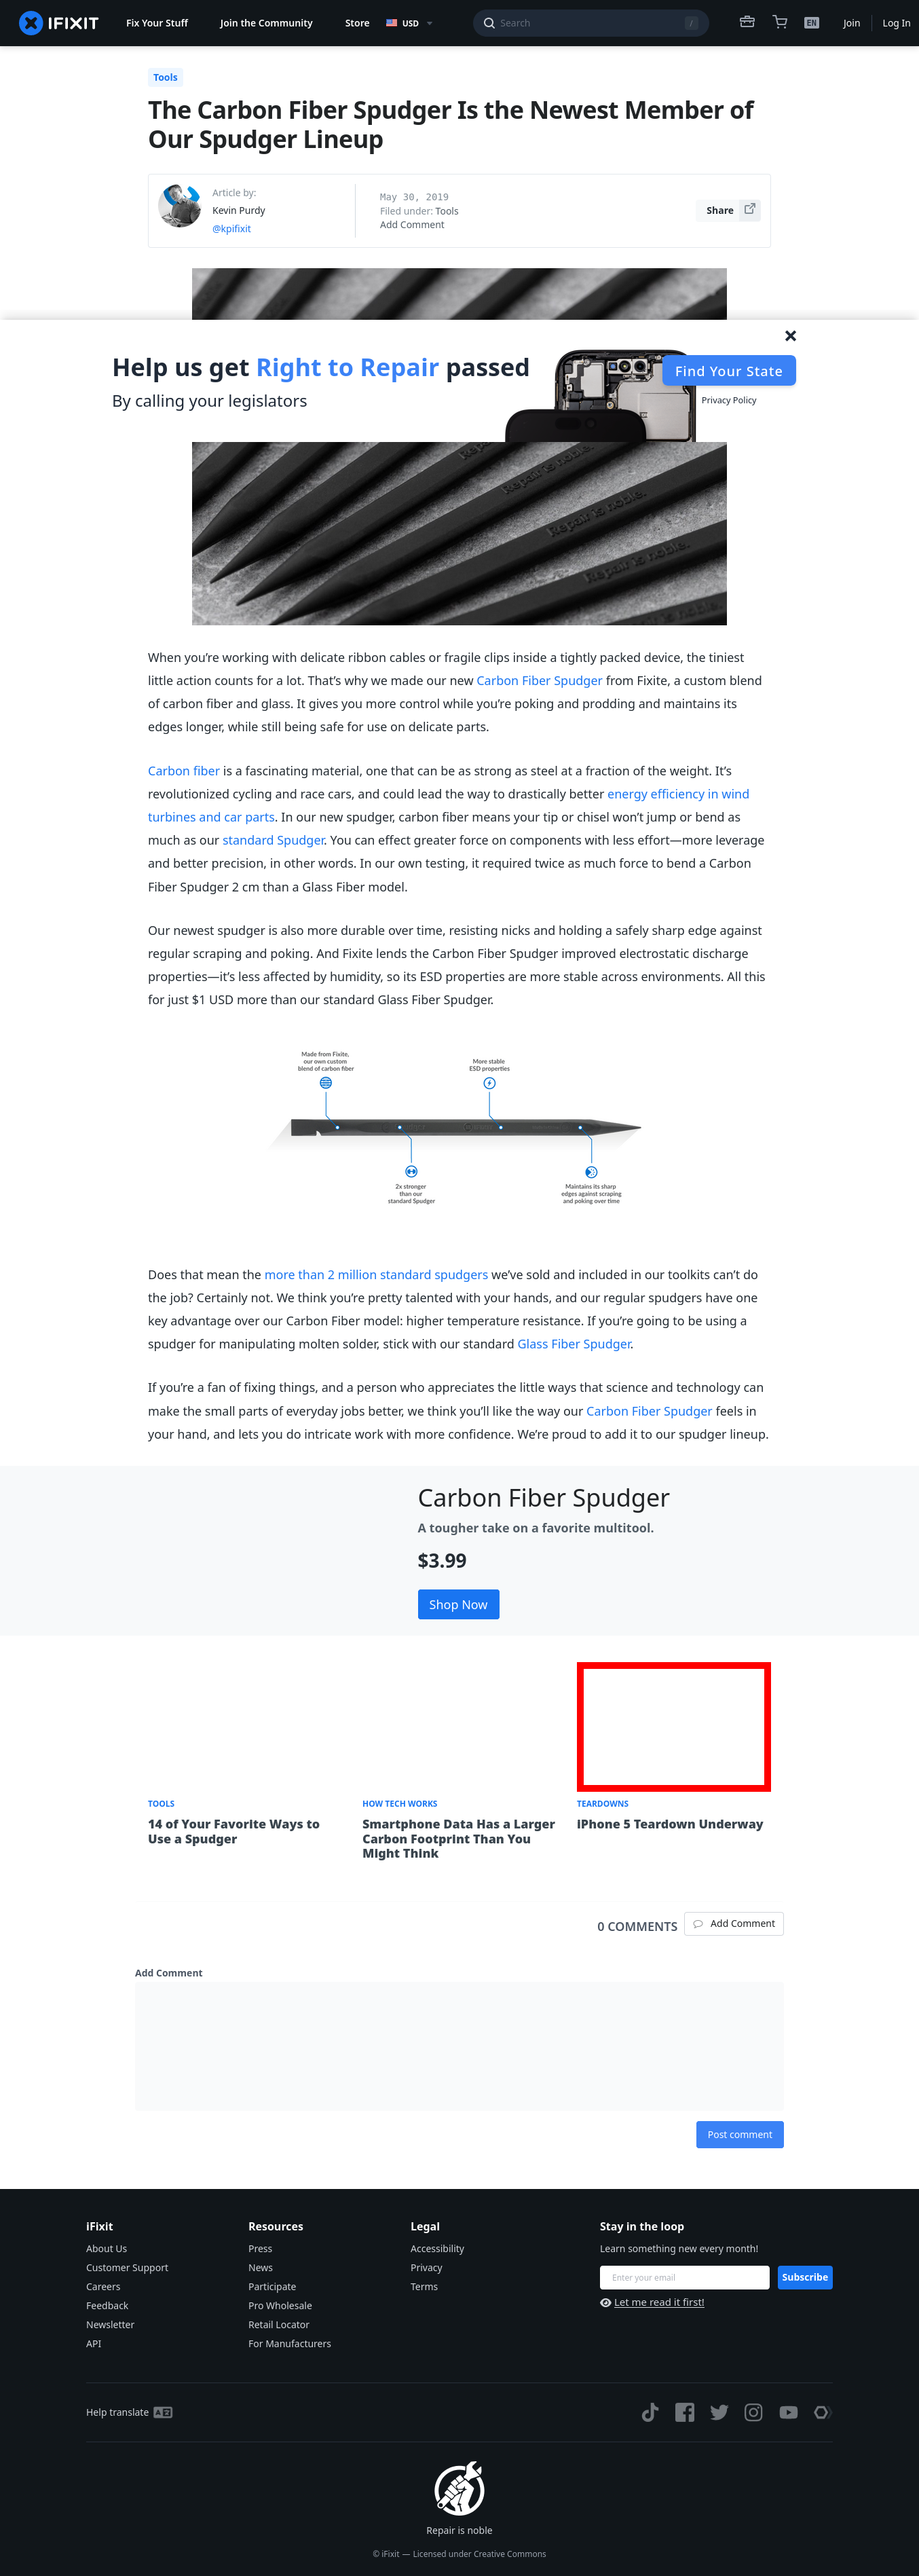 IFIXIT
Fix Your Stuff
Join the Community
Store
USD
Search
/
EN
Join
Log In
Tools
The Carbon Fiber Spudger Is the Newest Member of
Our Spudger Lineup
Article by:
Kevin Purdy
@kpifixit
May 30, 2019
Filed under: Tools
Add Comment
Share
Help us get Right to Repair passed
By calling your legislators
Find Your State
Privacy Policy
Repair is noble.
Repair is noble.
Repair is noble.
Repair is noble.
When you’re working with delicate ribbon cables or fragile clips inside a tightly packed device, the tiniest
little action counts for a lot. That’s why we made our new Carbon Fiber Spudger from Fixite, a custom blend
of carbon fiber and glass. It gives you more control while you’re poking and prodding and maintains its
edges longer, while still being safe for use on delicate parts.
Carbon fiber is a fascinating material, one that can be as strong as steel at a fraction of the weight. It’s
revolutionized cycling and race cars, and could lead the way to drastically better energy efficiency in wind
turbines and car parts. In our new spudger, carbon fiber means your tip or chisel won’t jump or bend as
much as our standard Spudger. You can effect greater force on components with less effort—more leverage
and better precision, in other words. In our own testing, it required twice as much force to bend a Carbon
Fiber Spudger 2 cm than a Glass Fiber model.
Our newest spudger is also more durable over time, resisting nicks and holding a safely sharp edge against
regular scraping and poking. And Fixite lends the Carbon Fiber Spudger improved electrostatic discharge
properties—it’s less affected by humidity, so its ESD properties are more stable across environments. All this
for just $1 USD more than our standard Glass Fiber Spudger.
Made from Fixite,
our own custom
blend of carbon fiber
More stable
ESD properties
2x stronger
than our
standard Spudger
Maintains its sharp
edges against scraping
and poking over time
Does that mean the more than 2 million standard spudgers we’ve sold and included in our toolkits can’t do
the job? Certainly not. We think you’re pretty talented with your hands, and our regular spudgers have one
key advantage over our Carbon Fiber model: higher temperature resistance. If you’re going to be using a
spudger for manipulating molten solder, stick with our standard Glass Fiber Spudger.
If you’re a fan of fixing things, and a person who appreciates the little ways that science and technology can
make the small parts of everyday jobs better, we think you’ll like the way our Carbon Fiber Spudger feels in
your hand, and lets you do intricate work with more confidence. We’re proud to add it to our spudger lineup.
Carbon Fiber Spudger
A tougher take on a favorite multitool.
$3.99
Shop Now
TOOLS
14 of Your Favorite Ways to
Use a Spudger
HOW TECH WORKS
Smartphone Data Has a Larger
Carbon Footprint Than You
Might Think
TEARDOWNS
iPhone 5 Teardown Underway
0 COMMENTS
Add Comment
Add Comment
Post comment
iFixit
About Us
Customer Support
Careers
Feedback
Newsletter
API
Resources
Press
News
Participate
Pro Wholesale
Retail Locator
For Manufacturers
Legal
Accessibility
Privacy
Terms
Stay in the loop
Learn something new every month!
Enter your email
Subscribe
Let me read it first!
Help translate
Repair is noble
© iFixit — Licensed under Creative Commons